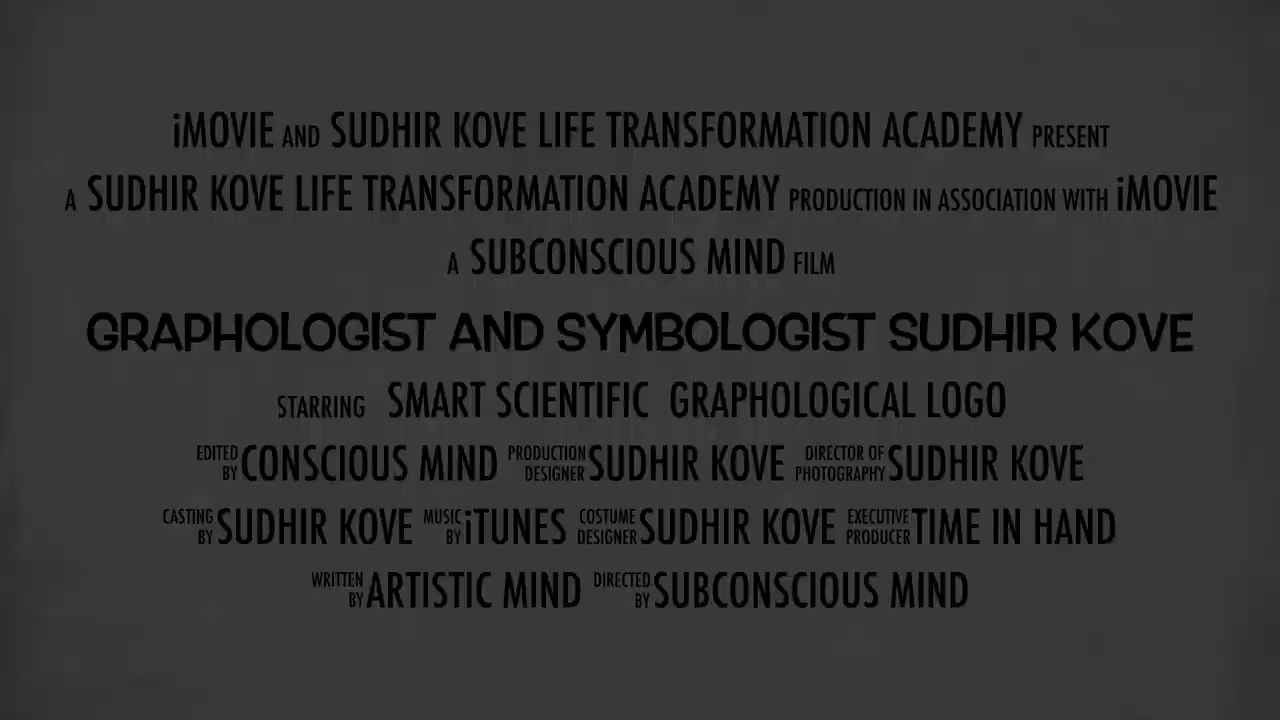 iMOVIE AND SUDHIR KOVE LIFE TRANSFORMATION ACADEMY PRESENT
A SUDHIR KOVE LIFE TRANSFORMATION ACADEMY PRODUCTION IN ASSOCIATION WITH iMOVIE
A SUBCONSCIOUS MIND FILM
GRAPHOLOGIST AND SYMBOLOGIST SUDHIR KOVE
STARRING SMART SCIENTIFIC GRAPHOLOGICAL LOGO
EDITED BY CONSCIOUS MIND PRODUCTION DESIGNER SUDHIR KOVE DIRECTOR OF PHOTOGRAPHY SUDHIR KOVE
CASTING BY SUDHIR KOVE MUSIC BY iTUNES COSTUME DESIGNER SUDHIR KOVE EXECUTIVE PRODUCER TIME IN HAND
WRITTEN BY ARTISTIC MIND DIRECTED BY SUBCONSCIOUS MIND